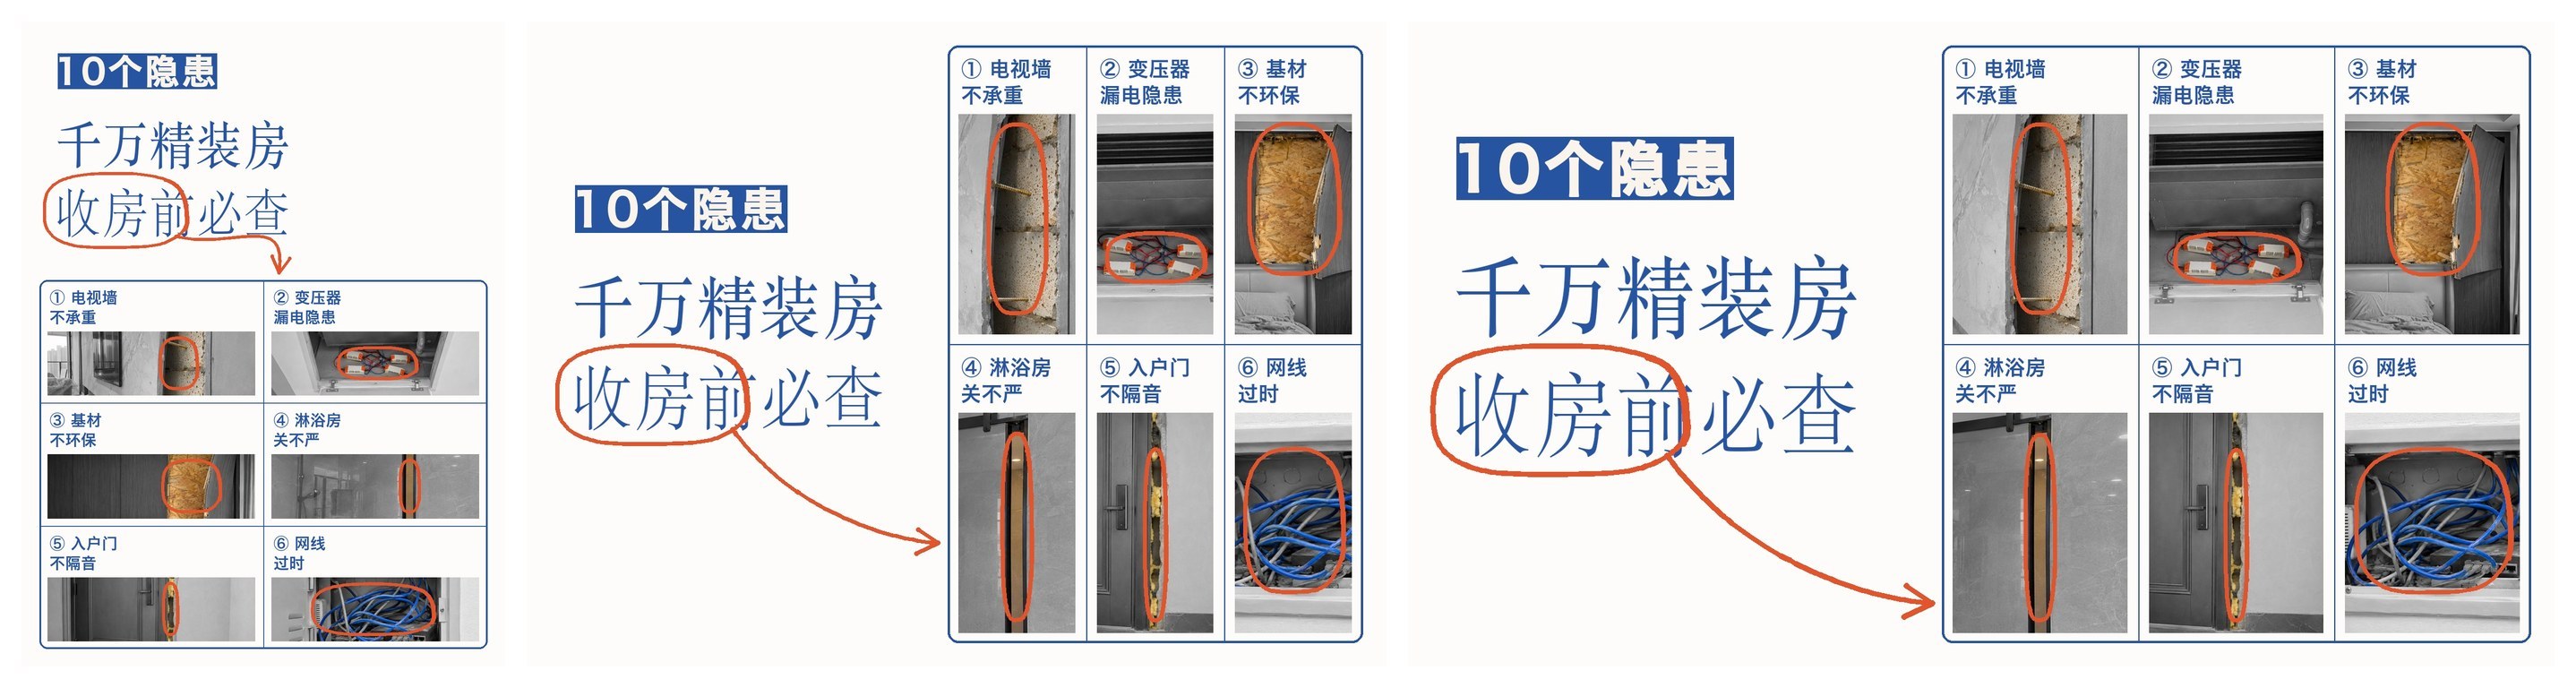 10个隐患
千万精装房
收房前必查
① 电视墙
不承重
② 变压器
漏电隐患
③ 基材
不环保
④ 淋浴房
关不严
⑤ 入户门
不隔音
⑥ 网线
过时
10个隐患
千万精装房
收房前必查
① 电视墙
不承重
② 变压器
漏电隐患
③ 基材
不环保
④ 淋浴房
关不严
⑤ 入户门
不隔音
⑥ 网线
过时
10个隐患
千万精装房
收房前必查
① 电视墙
不承重
② 变压器
漏电隐患
③ 基材
不环保
④ 淋浴房
关不严
⑤ 入户门
不隔音
⑥ 网线
过时